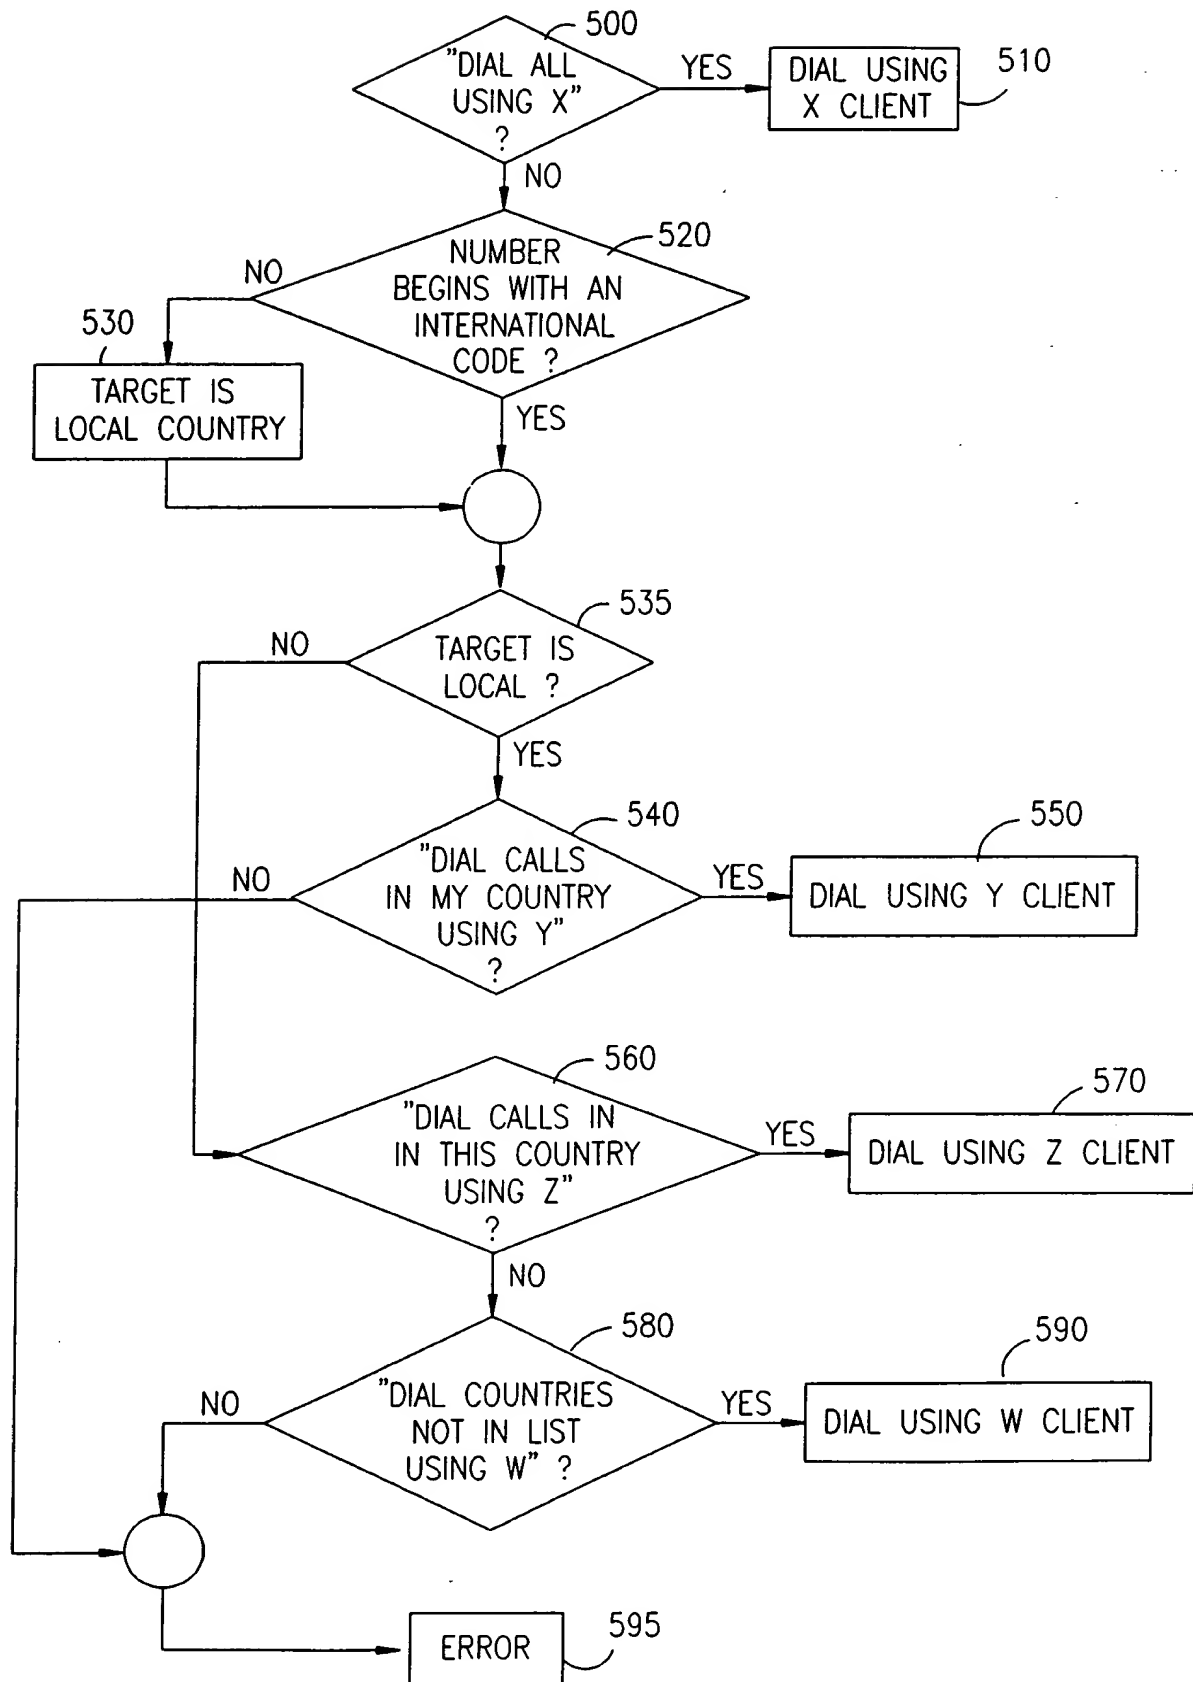 500
"DIAL ALL
USING X"
?
YES
DIAL USING
X CLIENT
510
NO
520
NUMBER
BEGINS WITH AN
INTERNATIONAL
CODE ?
NO
530
TARGET IS
LOCAL COUNTRY
YES
535
TARGET IS
LOCAL ?
NO
YES
540
"DIAL CALLS
IN MY COUNTRY
USING Y"
?
NO
YES
550
DIAL USING Y CLIENT
560
"DIAL CALLS IN
IN THIS COUNTRY
USING Z"
?
YES
570
DIAL USING Z CLIENT
NO
580
"DIAL COUNTRIES
NOT IN LIST
USING W" ?
NO
YES
590
DIAL USING W CLIENT
ERROR
595